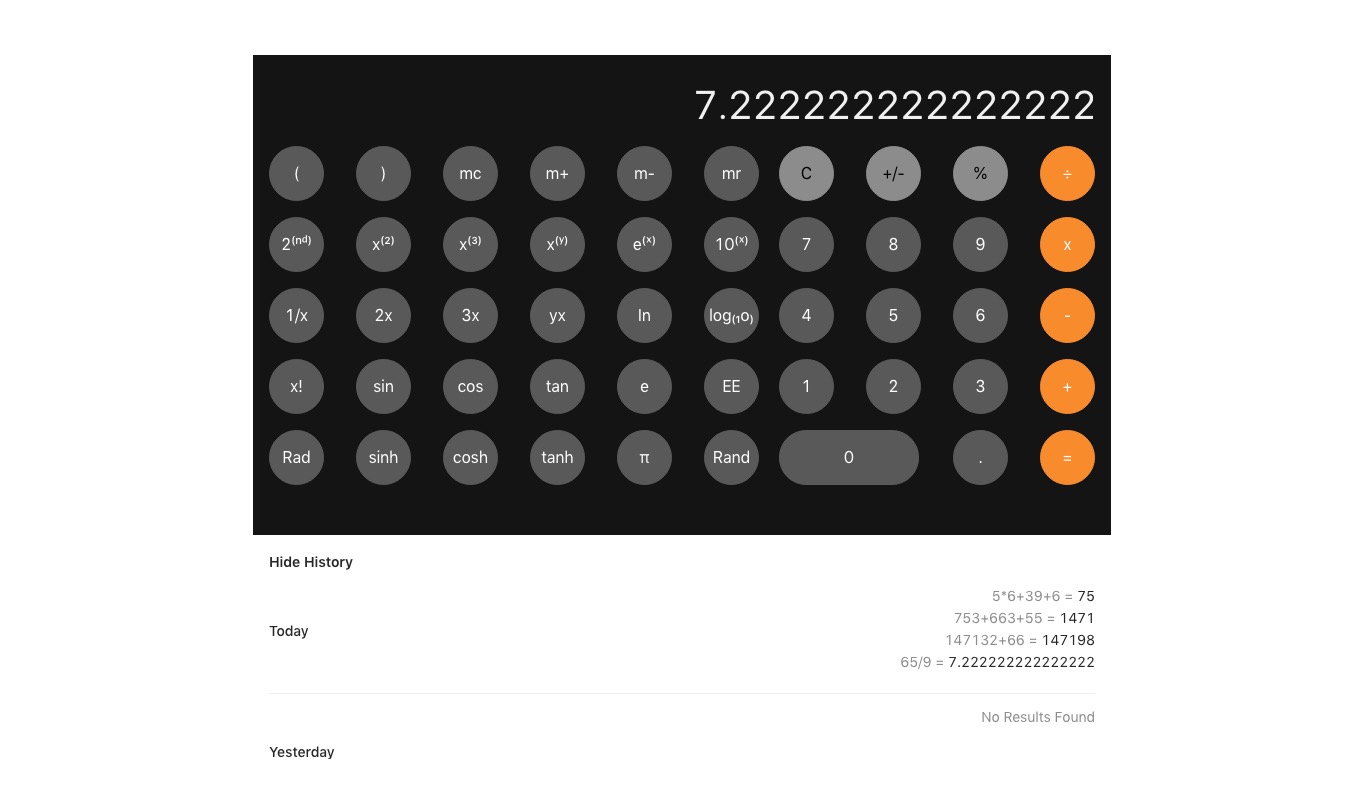 7.222222222222222
( ) mc m+ m- mr C +/- % ÷
2⁽ⁿᵈ⁾ x⁽²⁾ x⁽³⁾ x⁽ʸ⁾ e⁽ˣ⁾ 10⁽ˣ⁾ 7 8 9 x
1/x 2x 3x yx ln log₍₁o₎ 4 5 6 -
x! sin cos tan e EE 1 2 3 +
Rad sinh cosh tanh π Rand 0 . =
Hide History
5*6+39+6 = 75
753+663+55 = 1471
Today
147132+66 = 147198
65/9 = 7.222222222222222
No Results Found
Yesterday